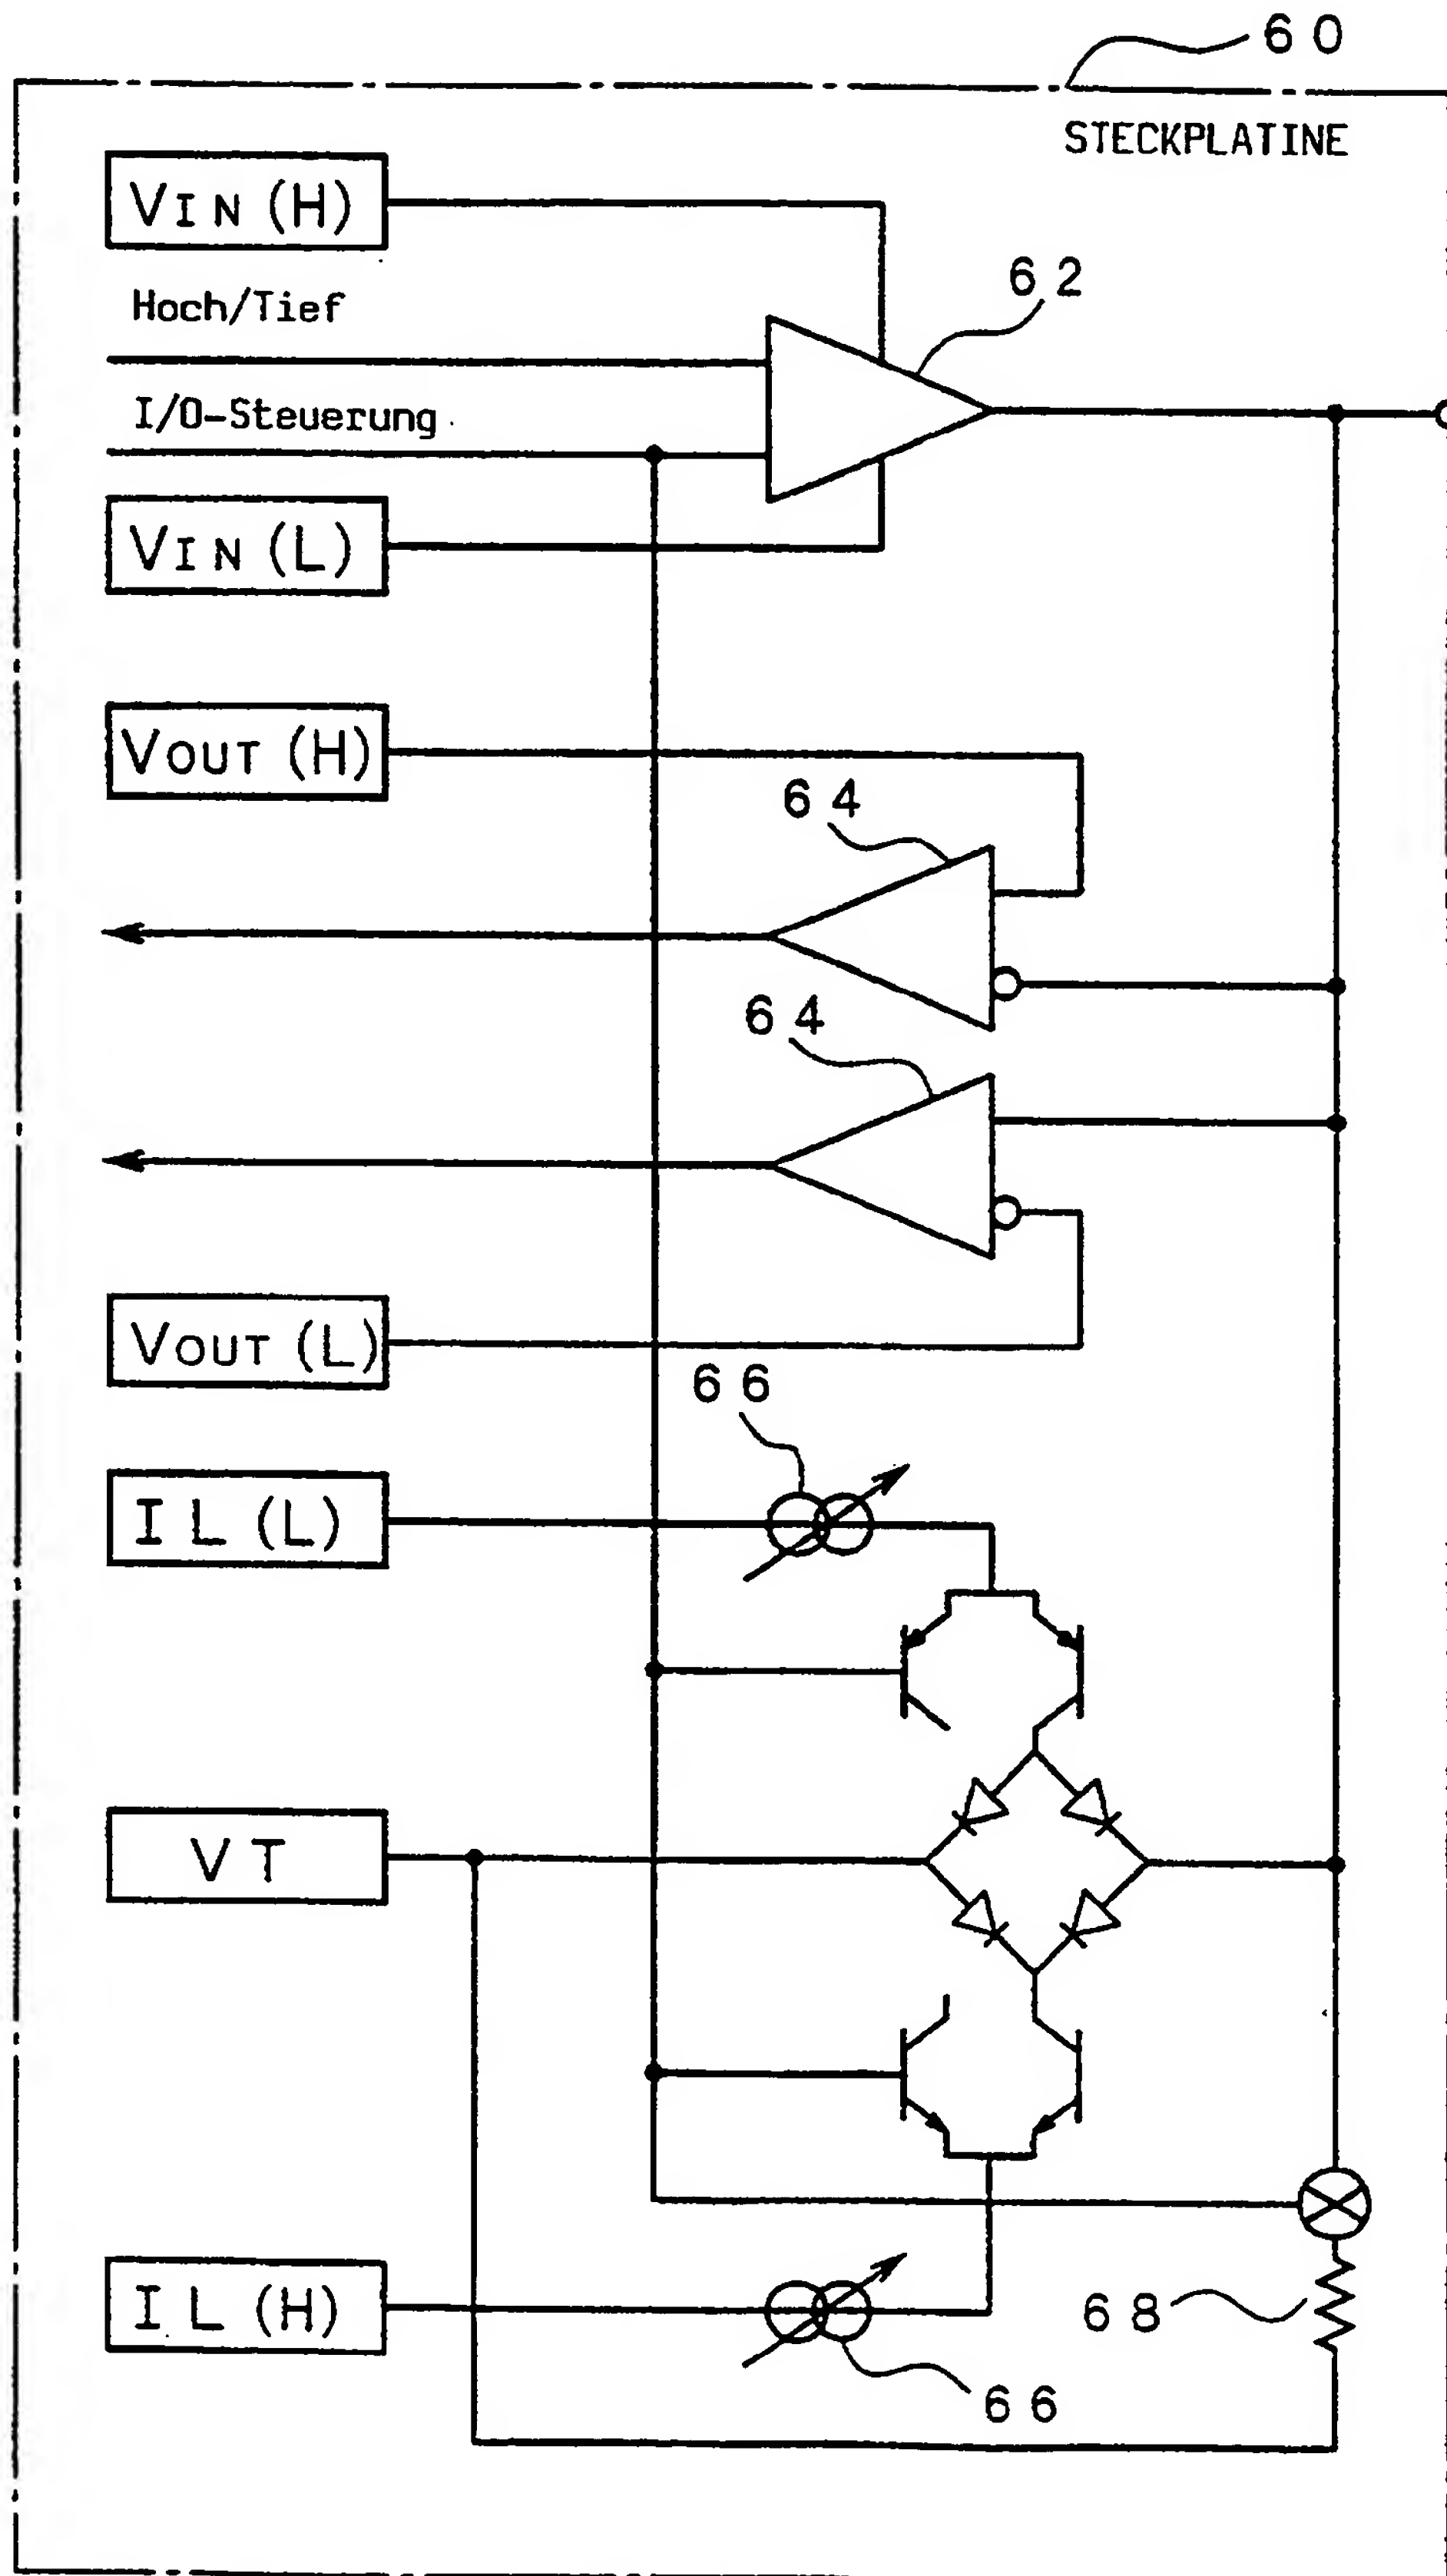 60
STECKPLATINE
VIN (H)
Hoch/Tief
62
I/O-Steuerung
VIN (L)
VOUT (H)
64
64
VOUT (L)
66
IL (L)
VT
IL (H)
68
66